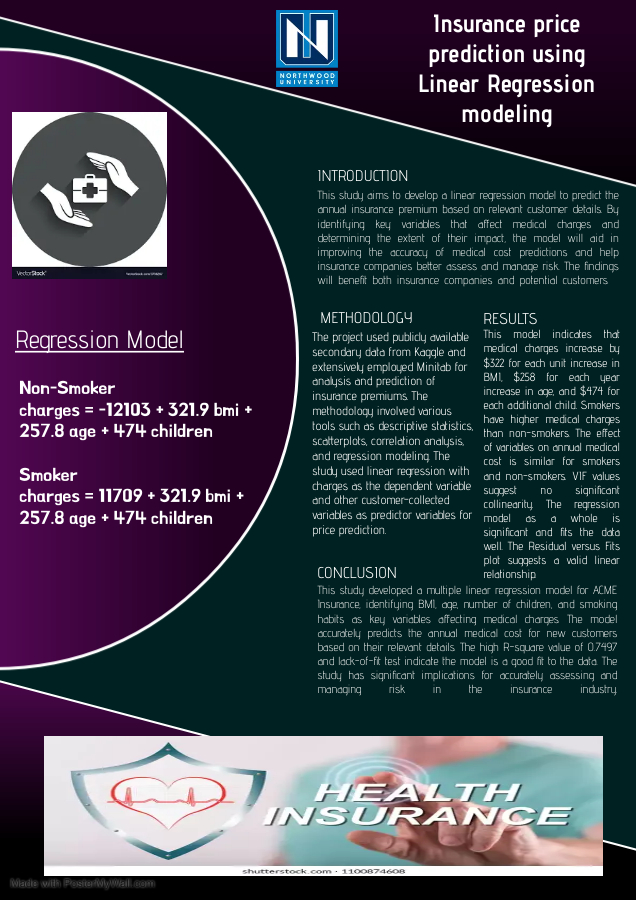 NORTHWOOD
UNIVERSITY
Insurance price
prediction using
Linear Regression
modeling
VectorStock®
INTRODUCTION
This study aims to develop a linear regression model to predict the
annual insurance premium based on relevant customer details. By
identifying key variables that affect medical charges and
determining the extent of their impact, the model will aid in
improving the accuracy of medical cost predictions and help
insurance companies better assess and manage risk. The findings
will benefit both insurance companies and potential customers.
Regression Model
Non-Smoker
charges = -12103 + 321.9 bmi +
257.8 age + 474 children
Smoker
charges = 11709 + 321.9 bmi +
257.8 age + 474 children
METHODOLOGY
The project used publicly available
secondary data from Kaggle and
extensively employed Minitab for
analysis and prediction of
insurance premiums. The
methodology involved various
tools such as descriptive statistics,
scatterplots, correlation analysis,
and regression modeling. The
study used linear regression with
charges as the dependent variable
and other customer-collected
variables as predictor variables for
price prediction.
RESULTS
This model indicates that
medical charges increase by
$322 for each unit increase in
BMI, $258 for each year
increase in age, and $474 for
each additional child. Smokers
have higher medical charges
than non-smokers. The effect
of variables on annual medical
cost is similar for smokers
and non-smokers. VIF values
suggest no significant
collinearity. The regression
model as a whole is
significant and fits the data
well. The Residual versus Fits
plot suggests a valid linear
relationship.
CONCLUSION
This study developed a multiple linear regression model for ACME
Insurance, identifying BMI, age, number of children, and smoking
habits as key variables affecting medical charges. The model
accurately predicts the annual medical cost for new customers
based on their relevant details. The high R-square value of 0.7497
and lack-of-fit test indicate the model is a good fit to the data. The
study has significant implications for accurately assessing and
managing risk in the insurance industry.
HEALTH
INSURANCE
shutterstock.com · 1100874608
Made with PosterMyWall.com